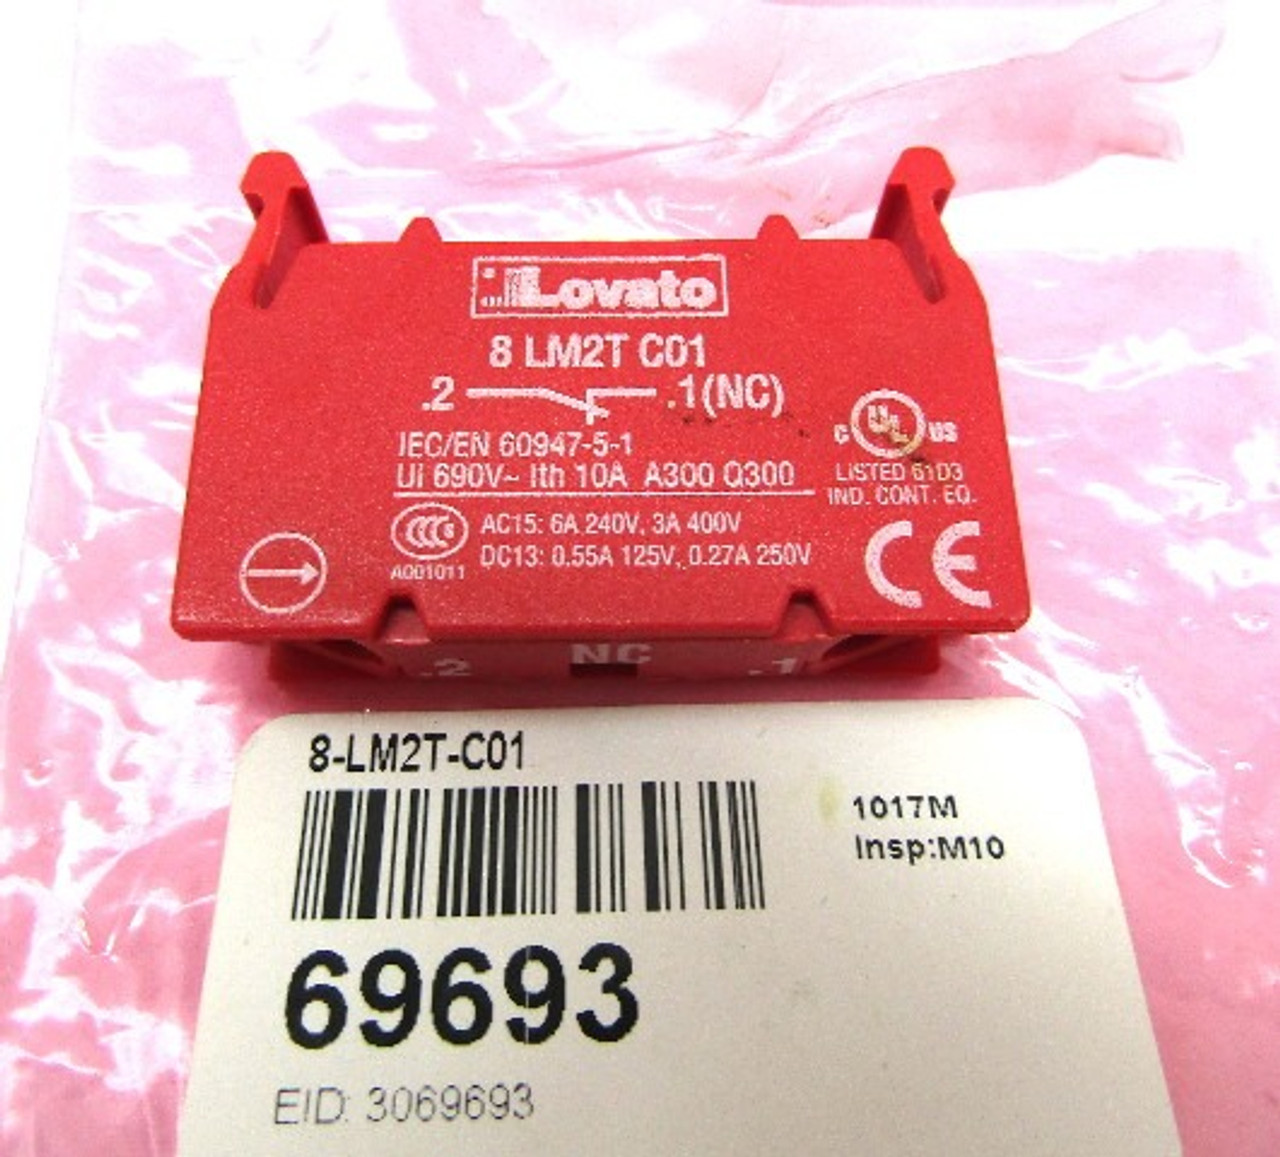 Lovato
8 LM2T C01
.2 .1(NC)
IEC/EN 60947-5-1
Ui 690V~ Ith 10A A300 Q300
c UL US
LISTED 61D3
IND. CONT. EQ.
CCC
A001011
AC15: 6A 240V, 3A 400V
DC13: 0.55A 125V, 0.27A 250V
CE
.2 NC .1
8-LM2T-C01
1017M
Insp:M10
69693
EID: 3069693